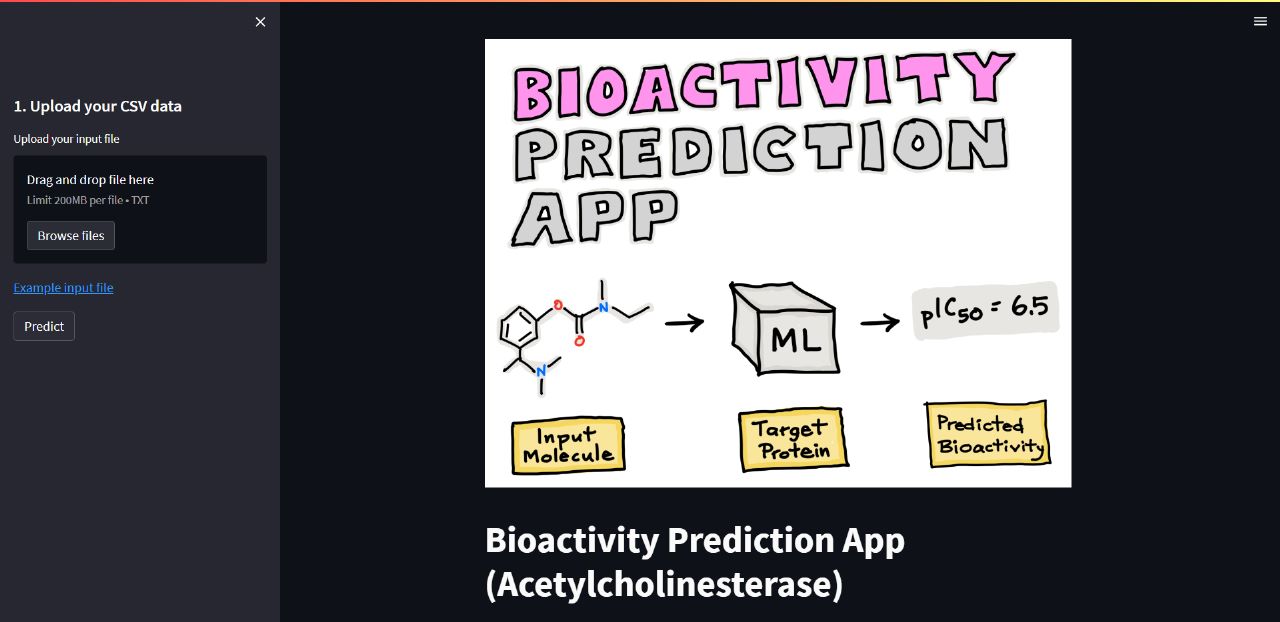 1. Upload your CSV data
Upload your input file
Drag and drop file here
Limit 200MB per file • TXT
Browse files
Example input file
Predict
BIOACTIVITY
PREDICTION
APP
O
N
O
N
ML
pIC50 = 6.5
Input
Molecule
Target
Protein
Predicted
Bioactivity
Bioactivity Prediction App
(Acetylcholinesterase)